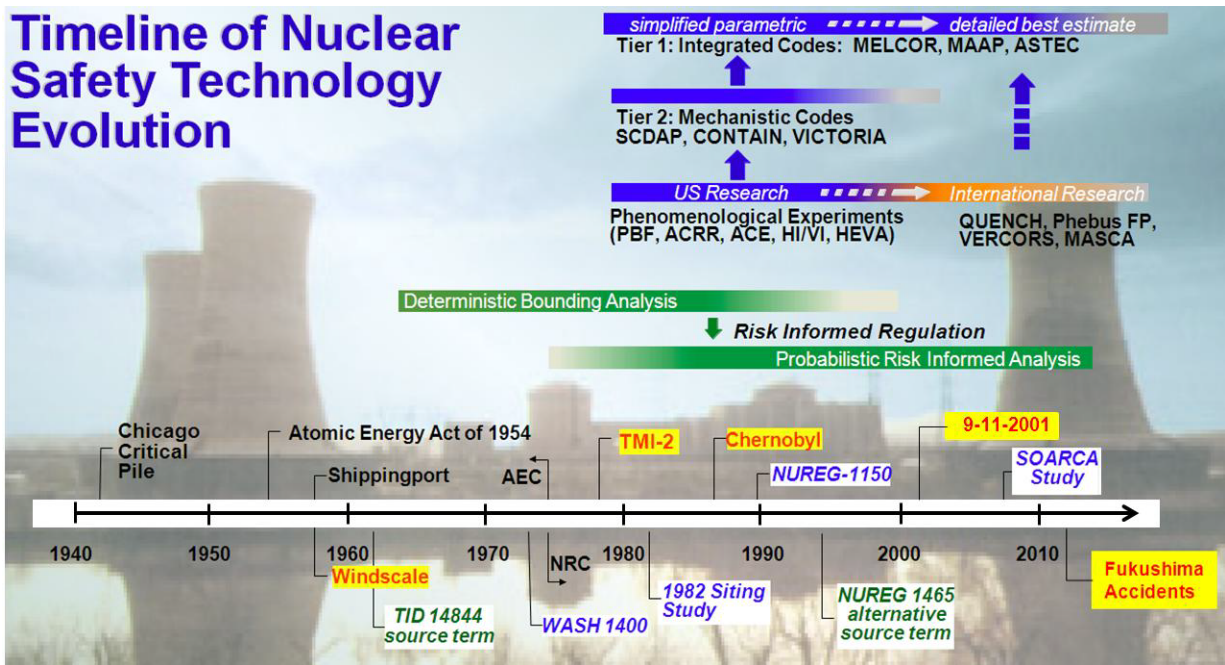 Timeline of Nuclear
Safety Technology
Evolution
simplified parametric
detailed best estimate
Tier 1: Integrated Codes: MELCOR, MAAP, ASTEC
Tier 2: Mechanistic Codes
SCDAP, CONTAIN, VICTORIA
US Research
International Research
Phenomenological Experiments
(PBF, ACRR, ACE, HI/VI, HEVA)
QUENCH, Phebus FP,
VERCORS, MASCA
Deterministic Bounding Analysis
Risk Informed Regulation
Probabilistic Risk Informed Analysis
Chicago
Critical
Pile
Atomic Energy Act of 1954
Shippingport
AEC
TMI-2
Chernobyl
NUREG-1150
9-11-2001
SOARCA
Study
1940
1950
1960
1970
1980
1990
2000
2010
Windscale
TID 14844
source term
NRC
WASH 1400
1982 Siting
Study
NUREG 1465
alternative
source term
Fukushima
Accidents